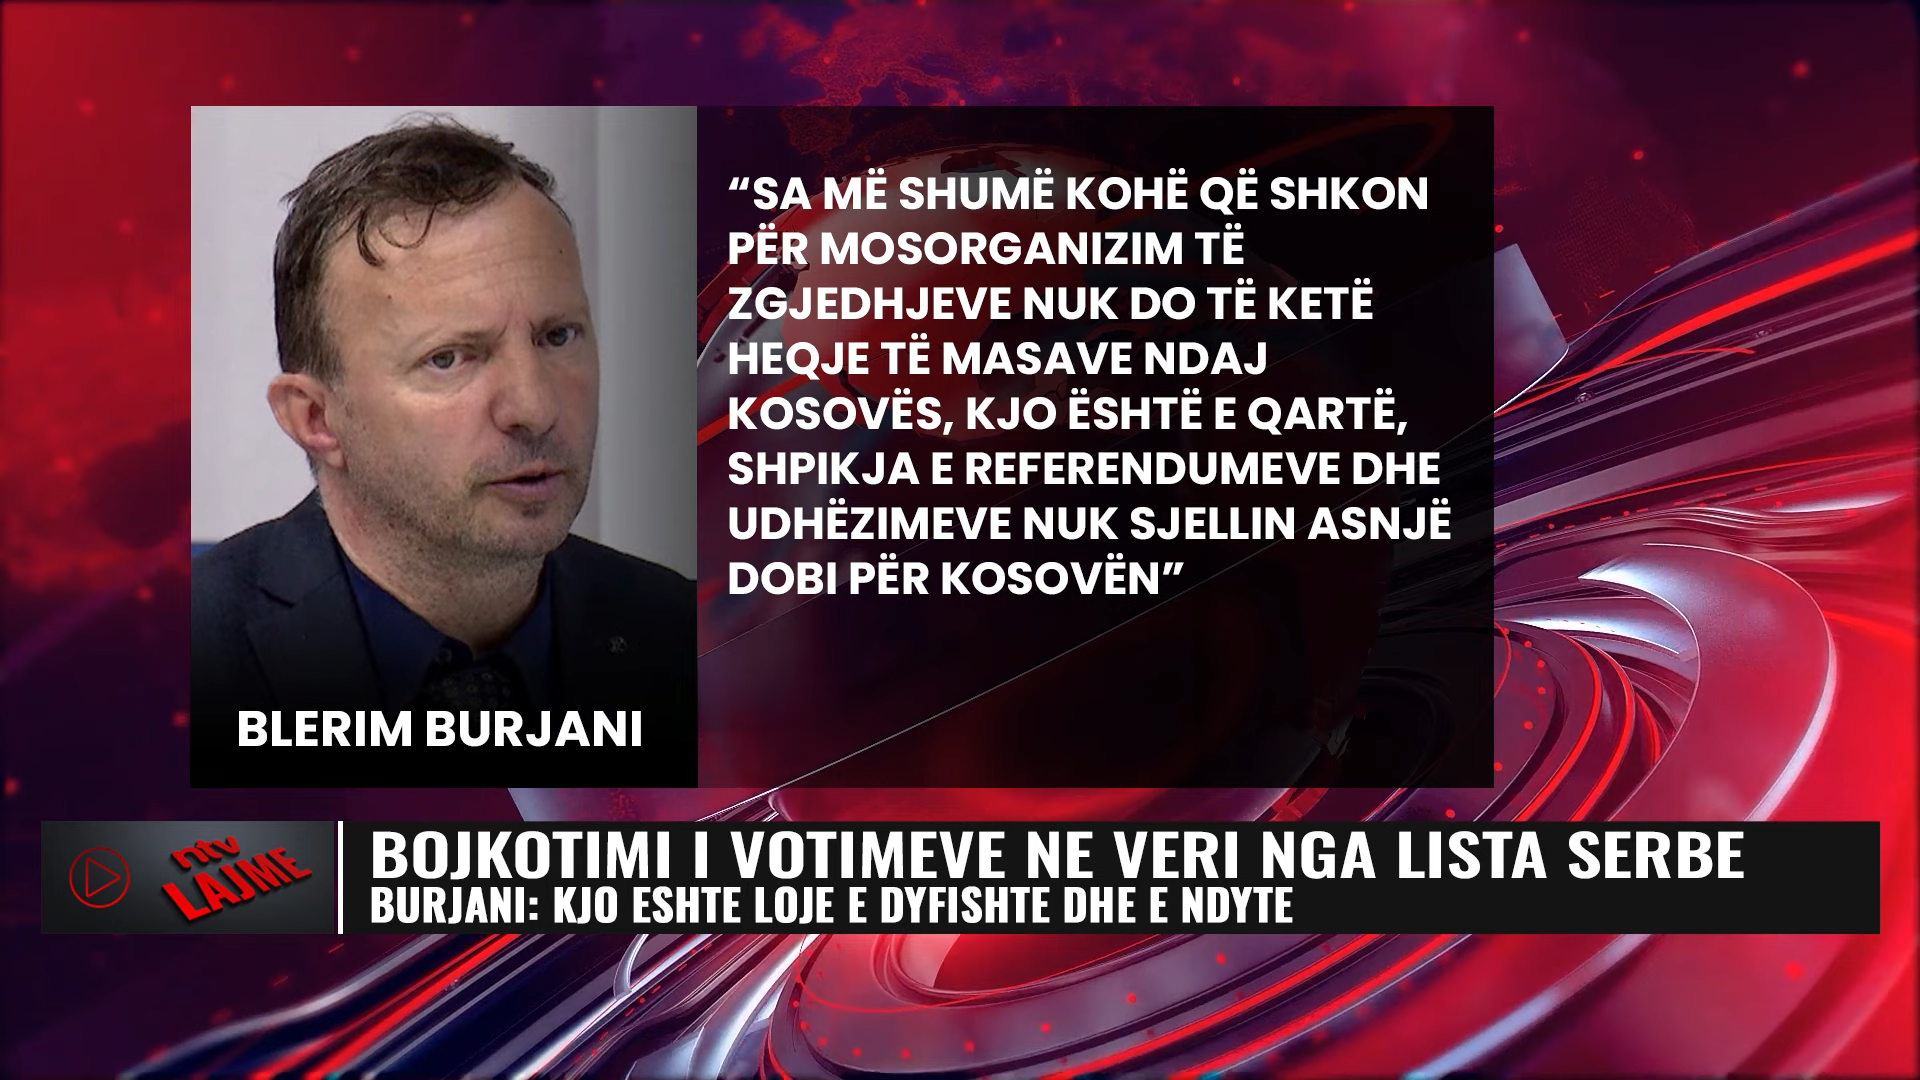 “SA MË SHUMË KOHË QË SHKON
PËR MOSORGANIZIM TË
ZGJEDHJEVE NUK DO TË KETË
HEQJE TË MASAVE NDAJ
KOSOVËS, KJO ËSHTË E QARTË,
SHPIKJA E REFERENDUMEVE DHE
UDHËZIMEVE NUK SJELLIN ASNJË
DOBI PËR KOSOVËN”
BLERIM BURJANI
ntv
LAJME
BOJKOTIMI I VOTIMEVE NE VERI NGA LISTA SERBE
BURJANI: KJO ESHTE LOJE E DYFISHTE DHE E NDYTE